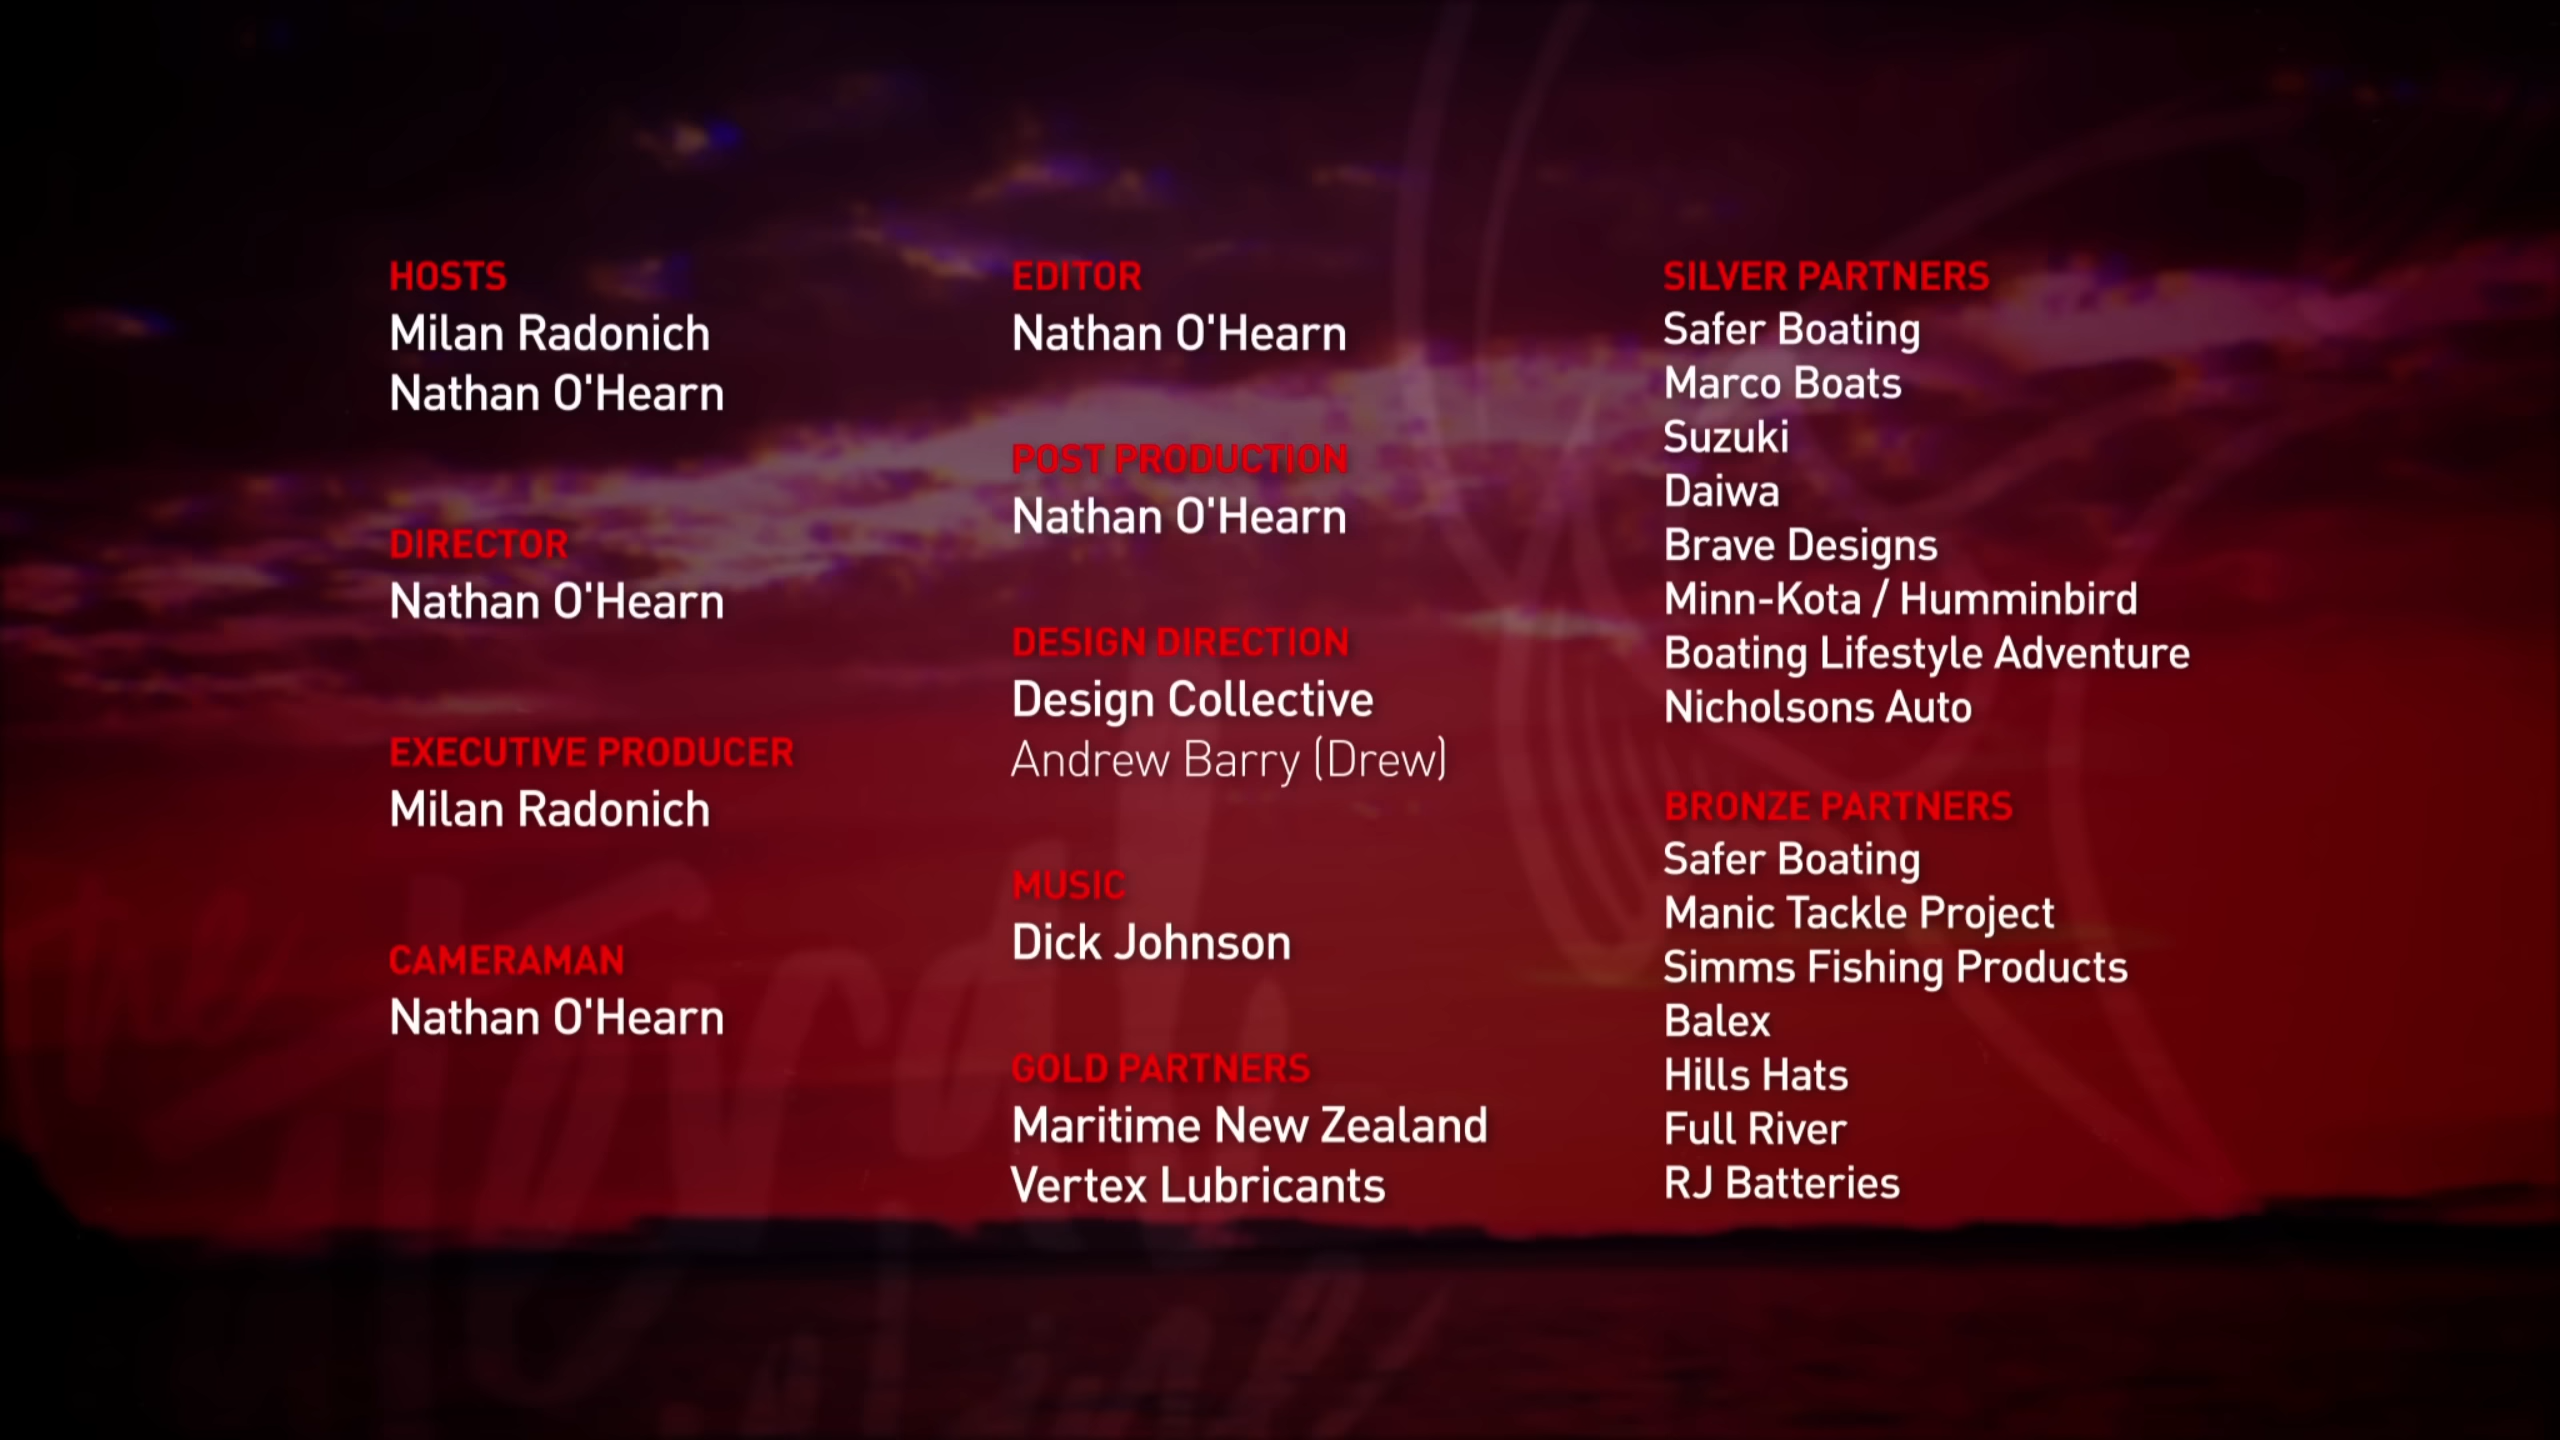 HOSTS
Milan Radonich
Nathan O'Hearn
DIRECTOR
Nathan O'Hearn
EXECUTIVE PRODUCER
Milan Radonich
CAMERAMAN
Nathan O'Hearn
EDITOR
Nathan O'Hearn
POST PRODUCTION
Nathan O'Hearn
DESIGN DIRECTION
Design Collective
Andrew Barry (Drew)
MUSIC
Dick Johnson
GOLD PARTNERS
Maritime New Zealand
Vertex Lubricants
SILVER PARTNERS
Safer Boating
Marco Boats
Suzuki
Daiwa
Brave Designs
Minn-Kota / Humminbird
Boating Lifestyle Adventure
Nicholsons Auto
BRONZE PARTNERS
Safer Boating
Manic Tackle Project
Simms Fishing Products
Balex
Hills Hats
Full River
RJ Batteries
the